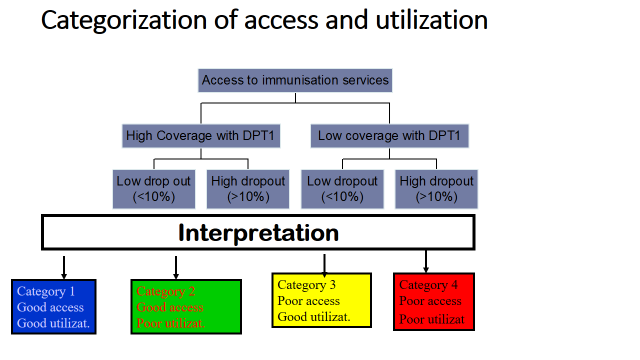 Categorization of access and utilization
Access to immunisation services
High Coverage with DPT1
Low coverage with DPT1
Low drop out
(<10%)
High dropout
(>10%)
Low dropout
(<10%)
High dropout
(>10%)
Interpretation
Category 1
Good access
Good utilizat.
Category 2
Good access
Poor utilizat.
Category 3
Poor access
Good utilizat.
Category 4
Poor access
Poor utilizat